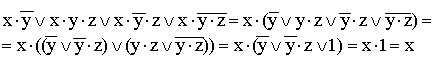 x·y̅ ∨ x·y·z ∨ x·y̅·z ∨ x·y̅·̅z̅ = x·(y̅ ∨ y·z ∨ y̅·z ∨ y̅·̅z̅) =
= x·((y̅ ∨ y̅·z) ∨ (y·z ∨ y̅·̅z̅)) = x·(y̅ ∨ y̅·z ∨ 1) = x·1 = x